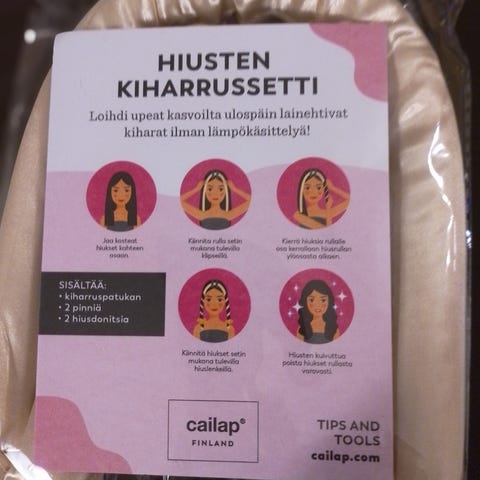 HIUSTEN
KIHARRUSSETTI
Loihdi upeat kasvoilta ulospäin lainehtivat
kiharat ilman lämpökäsittelyä!
Jaa kosteat
hiukset kahteen
osaan.
Kiinnitä rulla setin
mukana tulevilla
klipseillä.
Kierrä hiuksia rullalle
osa kerrallaan hiusrullan
yläosasta alkaen.
SISÄLTÄÄ:
• kiharruspatukan
• 2 pinniä
• 2 hiusdonitsia
Kiinnitä hiukset setin
mukana tulevilla
hiuslenkeillä.
Hiusten kuivuttua
poista hiukset rullasta
varovasti.
cailap®
FINLAND
TIPS AND
TOOLS
cailap.com